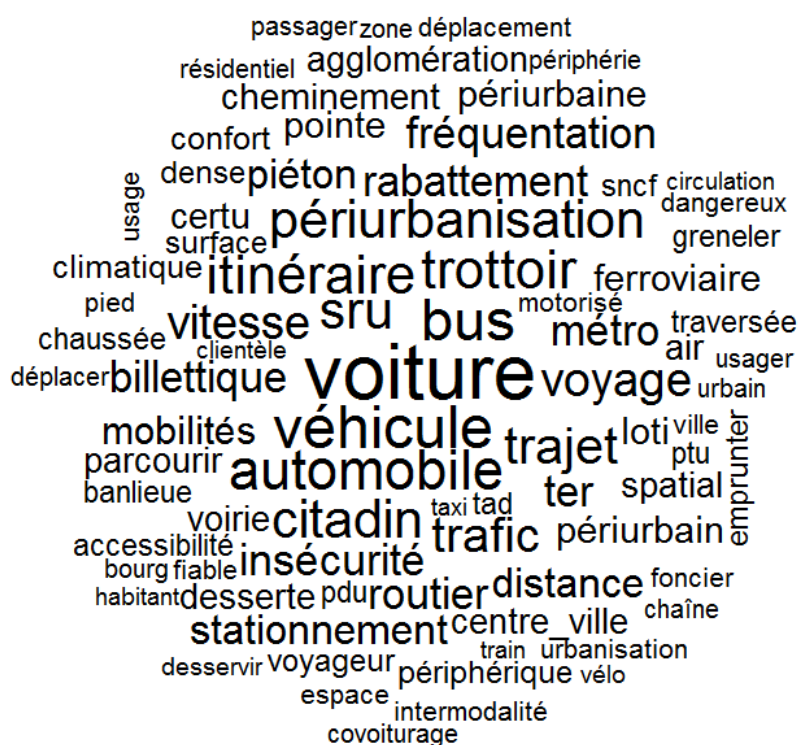 passager zone déplacement
résidentiel agglomération périphérie
cheminement périurbaine
confort pointe fréquentation
usage dense piéton rabattement sncf circulation
dangereux
certu périurbanisation greneler
surface
climatique itinéraire trottoir ferroviaire
pied vitesse sru bus motorisé métro traversée
chaussée clientèle air usager
déplacer billettique voiture voyage urbain
mobilités véhicule trajet loti ville
parcourir automobile ptu emprunter
banlieue ter spatial
voirie citadin taxi tad trafic périurbain
accessibilité insécurité
bourg fiable distance foncier
habitant desserte pdu routier chaîne
stationnement centre_ville
train urbanisation
desservir voyageur périphérique vélo
espace intermodalité
covoiturage